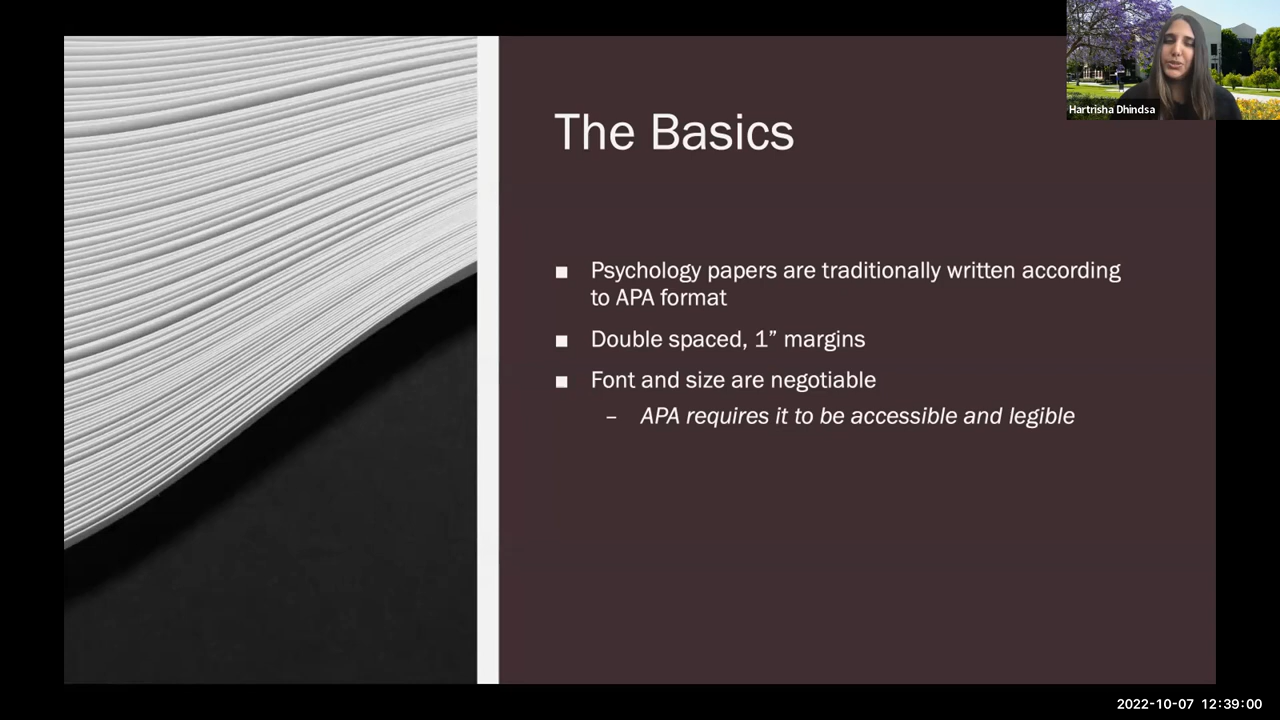 Hartrisha Dhindsa
The Basics
■ Psychology papers are traditionally written according
to APA format
■ Double spaced, 1” margins
■ Font and size are negotiable
– APA requires it to be accessible and legible
2022-10-07 12:39:00